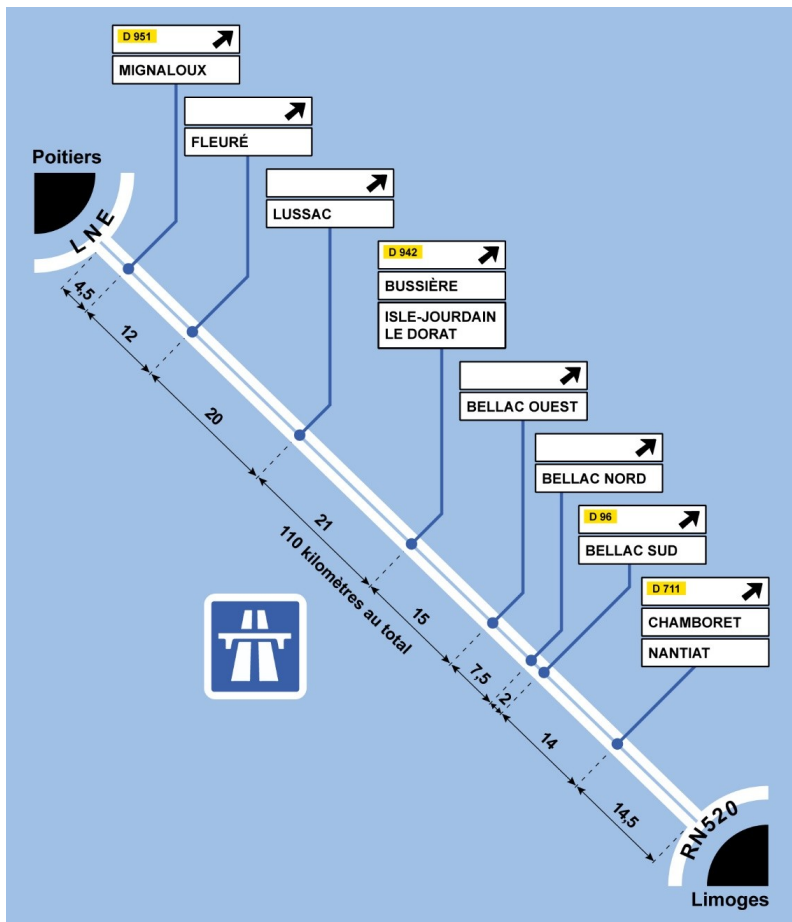 D 951
MIGNALOUX
FLEURÉ
Poitiers
LNE
LUSSAC
D 942
BUSSIÈRE
ISLE-JOURDAIN
LE DORAT
BELLAC OUEST
BELLAC NORD
D 96
BELLAC SUD
D 711
CHAMBORET
NANTIAT
4,5
12
20
21
110 kilomètres au total
15
7,5
2
14
14,5
RN520
Limoges